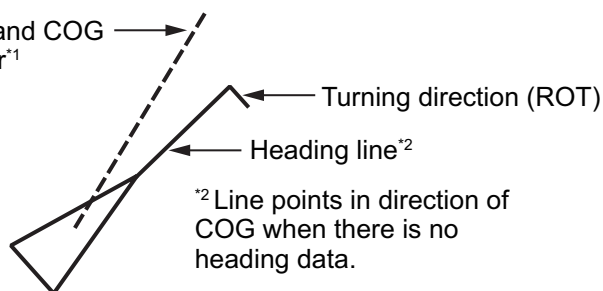 and COG
r*1
Turning direction (ROT)
Heading line*2
*2 Line points in direction of
COG when there is no
heading data.